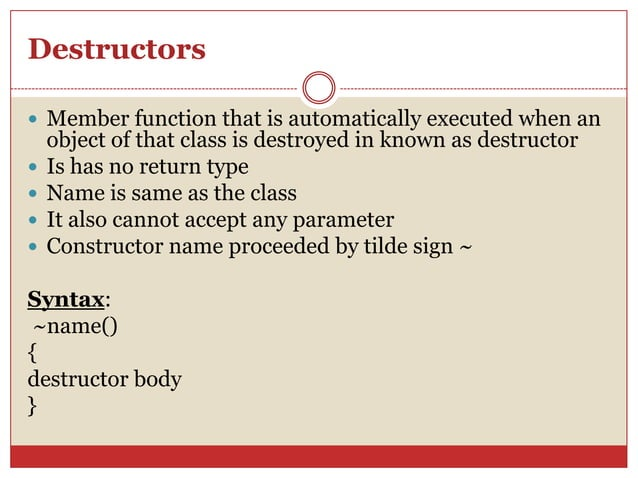 Destructors
• Member function that is automatically executed when an
object of that class is destroyed in known as destructor
• Is has no return type
• Name is same as the class
• It also cannot accept any parameter
• Constructor name proceeded by tilde sign ~
Syntax:
~name()
{
destructor body
}